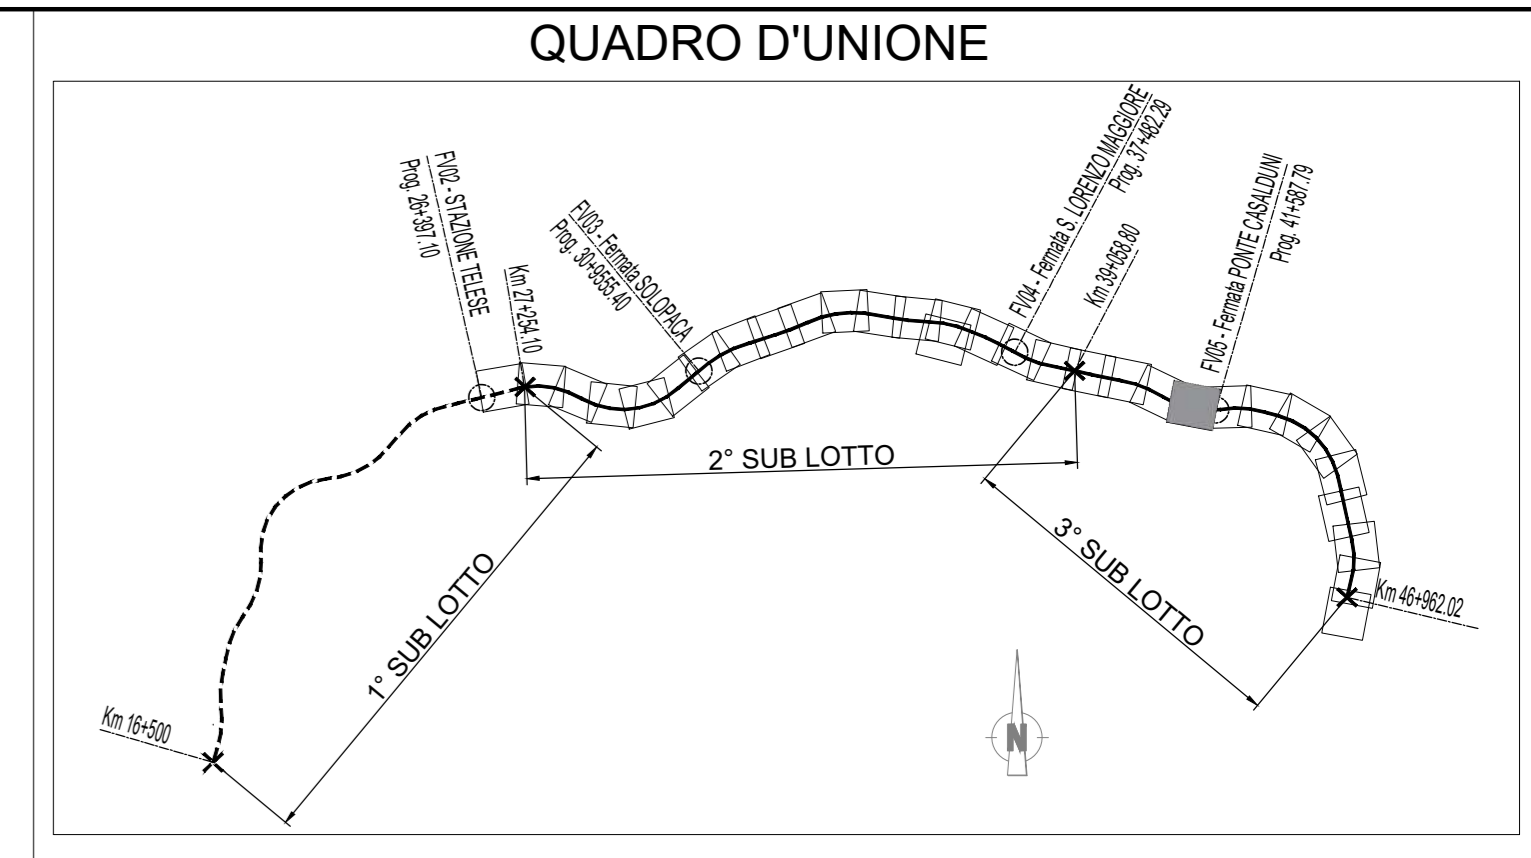 QUADRO D'UNIONE
FV02 - STAZIONE TELESE
Prog. 26+397.10
Km 27+254.10
FV03 - Fermata SOLOPACA
Prog. 30+9555.40
FV04 - Fermata S. LORENZO MAGGIORE
Prog. 37+482.29
Km 39+058.80
FV05 - Fermata PONTE CASALDUNI
Prog. 41+587.79
2° SUB LOTTO
1° SUB LOTTO
3° SUB LOTTO
Km 46+962.02
Km 16+500
N